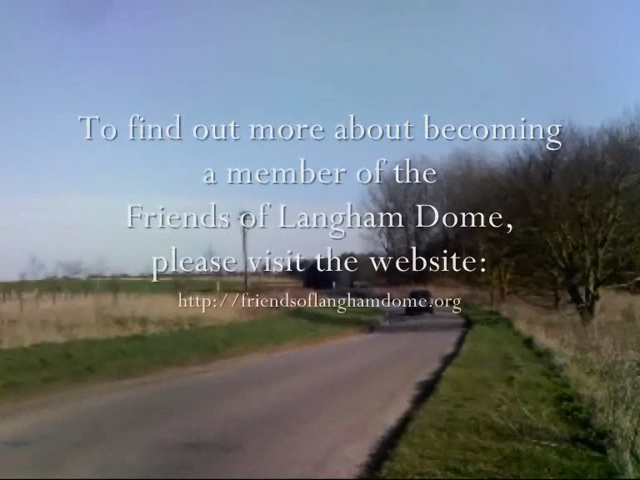 To find out more about becoming
a member of the
Friends of Langham Dome,
please visit the website:
http://friendsoflanghamdome.org